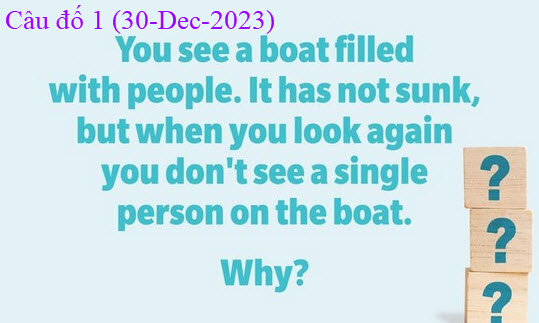 Câu đố 1 (30-Dec-2023)
You see a boat filled
with people. It has not sunk,
but when you look again
you don't see a single
person on the boat.
Why?
?
?
?